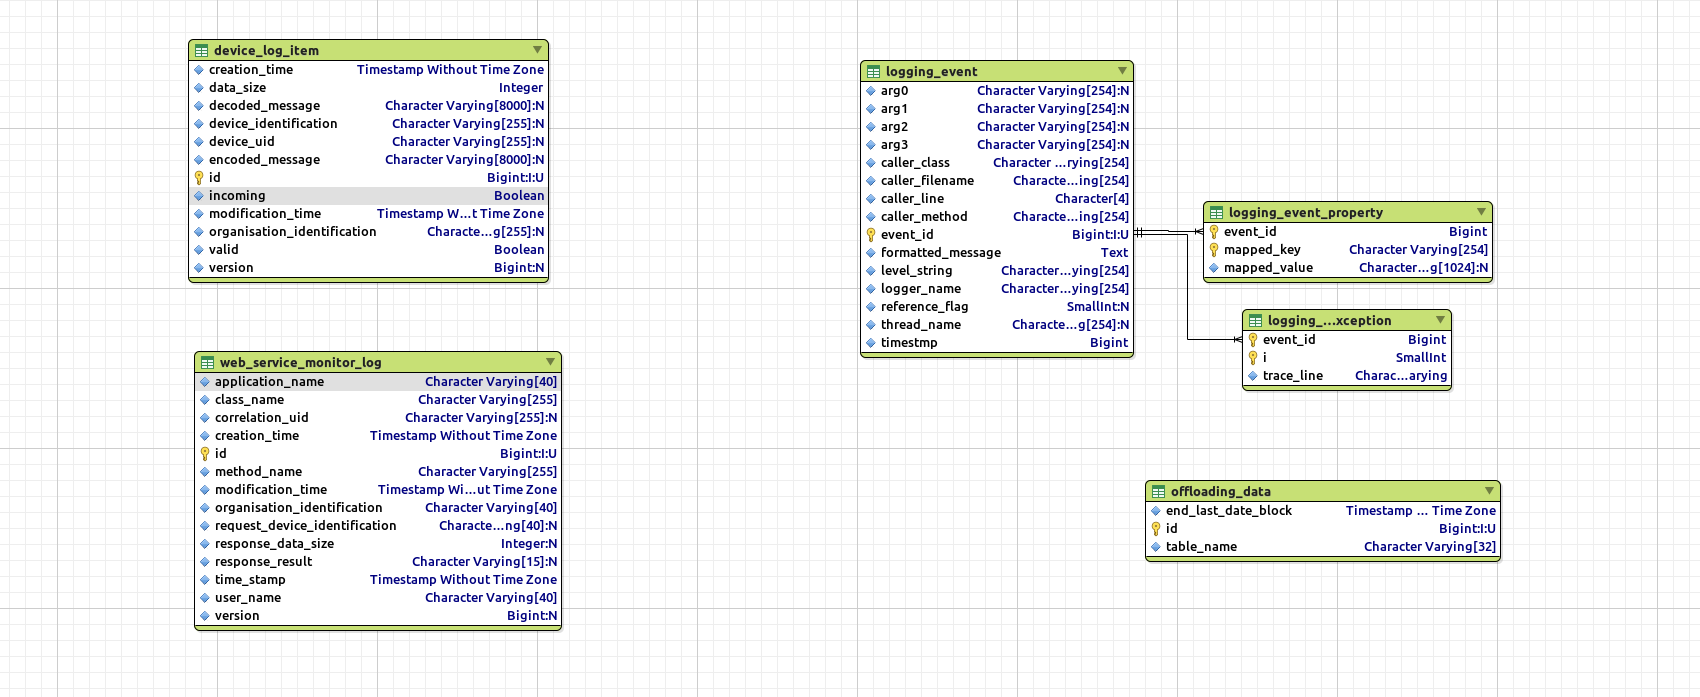 device_log_item
creation_time Timestamp Without Time Zone
data_size Integer
decoded_message Character Varying[8000]:N
device_identification Character Varying[255]:N
device_uid Character Varying[255]:N
encoded_message Character Varying[8000]:N
id Bigint:I:U
incoming Boolean
modification_time Timestamp W...t Time Zone
organisation_identification Characte...g[255]:N
valid Boolean
version Bigint:N
web_service_monitor_log
application_name Character Varying[40]
class_name Character Varying[255]
correlation_uid Character Varying[255]:N
creation_time Timestamp Without Time Zone
id Bigint:I:U
method_name Character Varying[255]
modification_time Timestamp Wi...ut Time Zone
organisation_identification Character Varying[40]
request_device_identification Characte...ng[40]:N
response_data_size Integer:N
response_result Character Varying[15]:N
time_stamp Timestamp Without Time Zone
user_name Character Varying[40]
version Bigint:N
logging_event
arg0 Character Varying[254]:N
arg1 Character Varying[254]:N
arg2 Character Varying[254]:N
arg3 Character Varying[254]:N
caller_class Character ...rying[254]
caller_filename Characte...ing[254]
caller_line Character[4]
caller_method Characte...ing[254]
event_id Bigint:I:U
formatted_message Text
level_string Character...ying[254]
logger_name Character...ying[254]
reference_flag SmallInt:N
thread_name Characte...g[254]:N
timestmp Bigint
logging_event_property
event_id Bigint
mapped_key Character Varying[254]
mapped_value Character...g[1024]:N
logging_...xception
event_id Bigint
i SmallInt
trace_line Charac...arying
offloading_data
end_last_date_block Timestamp ... Time Zone
id Bigint:I:U
table_name Character Varying[32]